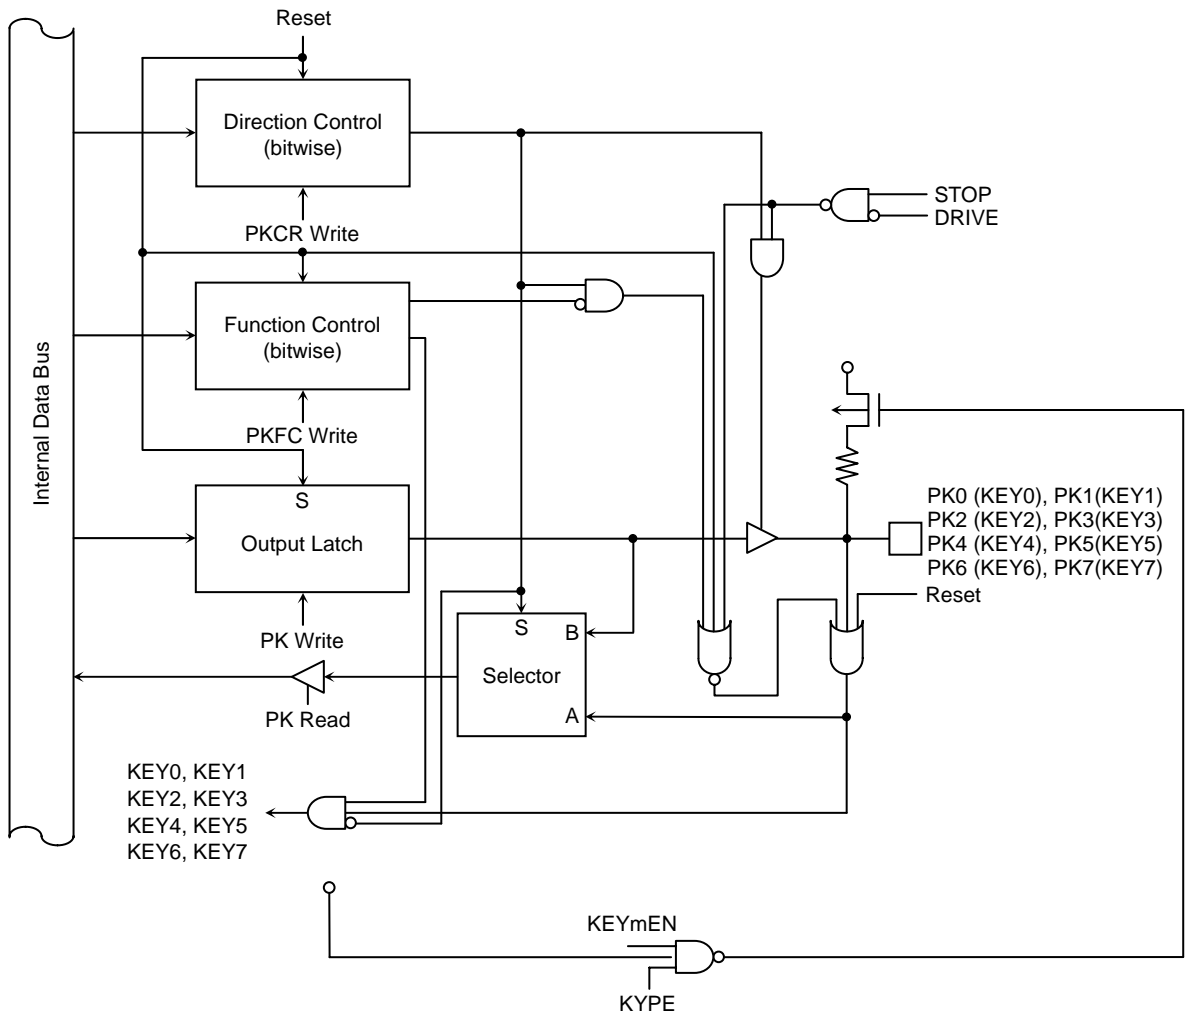 Reset
Direction Control
(bitwise)
STOP
DRIVE
PKCR Write
Function Control
(bitwise)
Internal Data Bus
PKFC Write
S
Output Latch
PK0 (KEY0), PK1(KEY1)
PK2 (KEY2), PK3(KEY3)
PK4 (KEY4), PK5(KEY5)
PK6 (KEY6), PK7(KEY7)
Reset
PK Write
S
B
Selector
A
PK Read
KEY0, KEY1
KEY2, KEY3
KEY4, KEY5
KEY6, KEY7
KEYmEN
KYPE